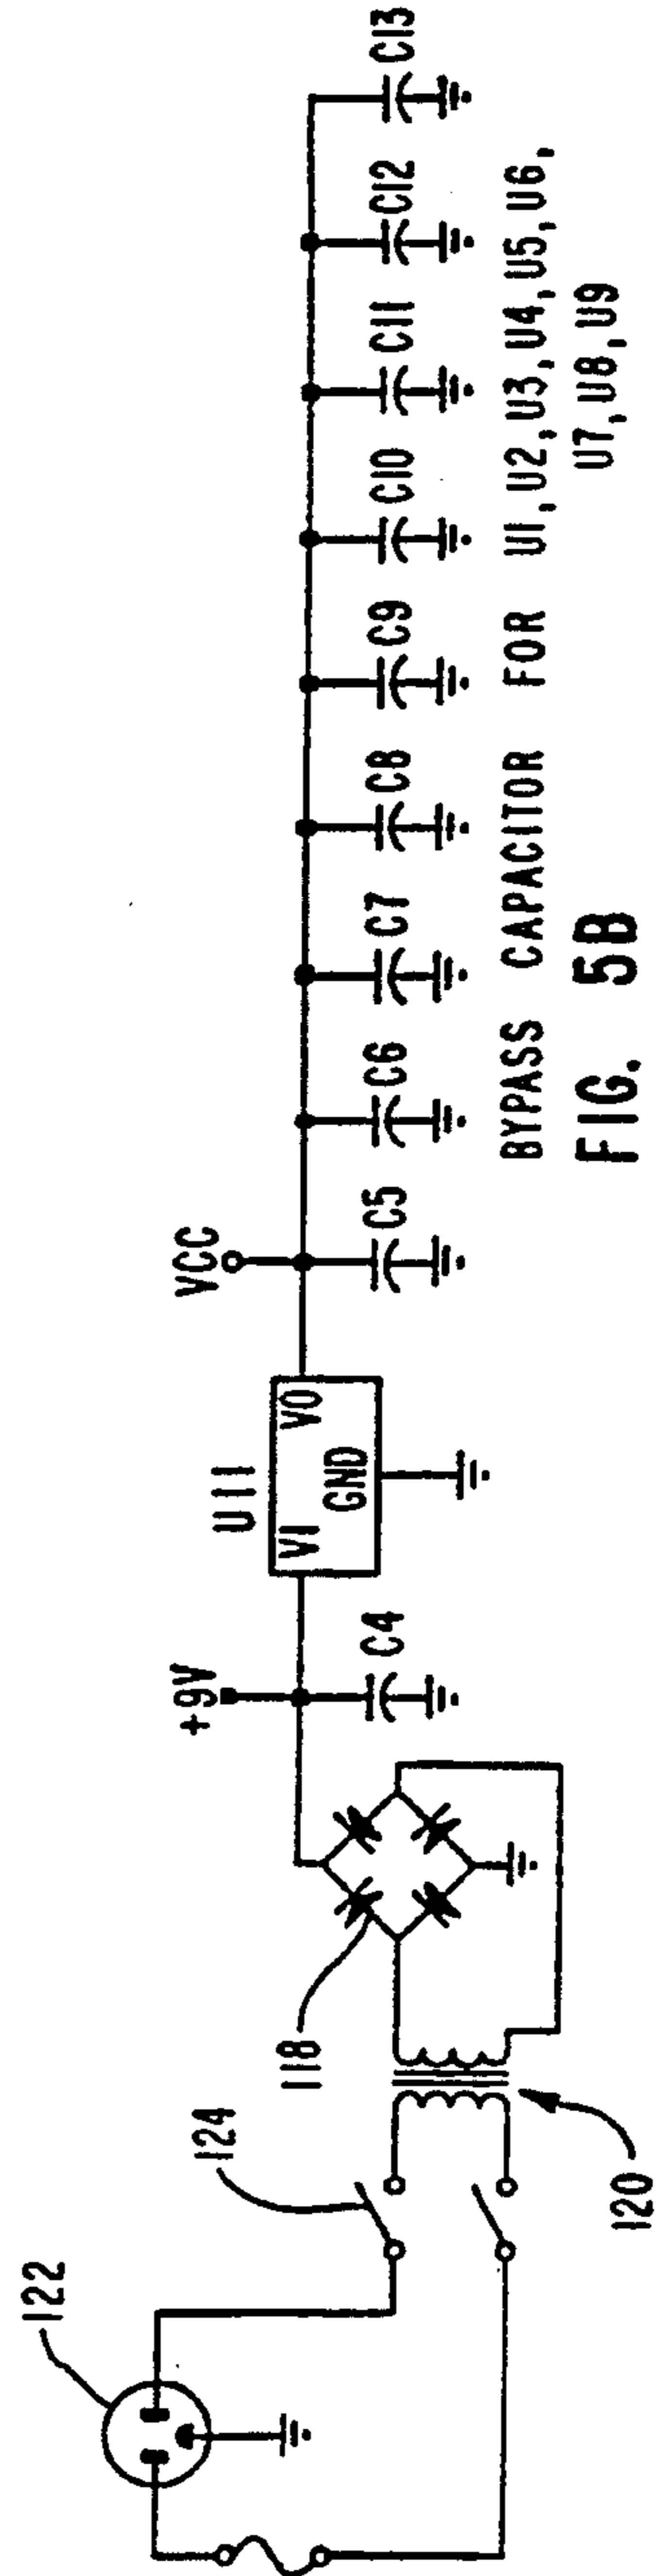 122
124
118
120
+9V
C4
U11
VI
VO
GND
VCC
C5
C6
C7
C8
C9
C10
C11
C12
C13
BYPASS CAPACITOR FOR U1, U2, U3, U4, U5, U6,
U7, U8, U9
FIG. 5B